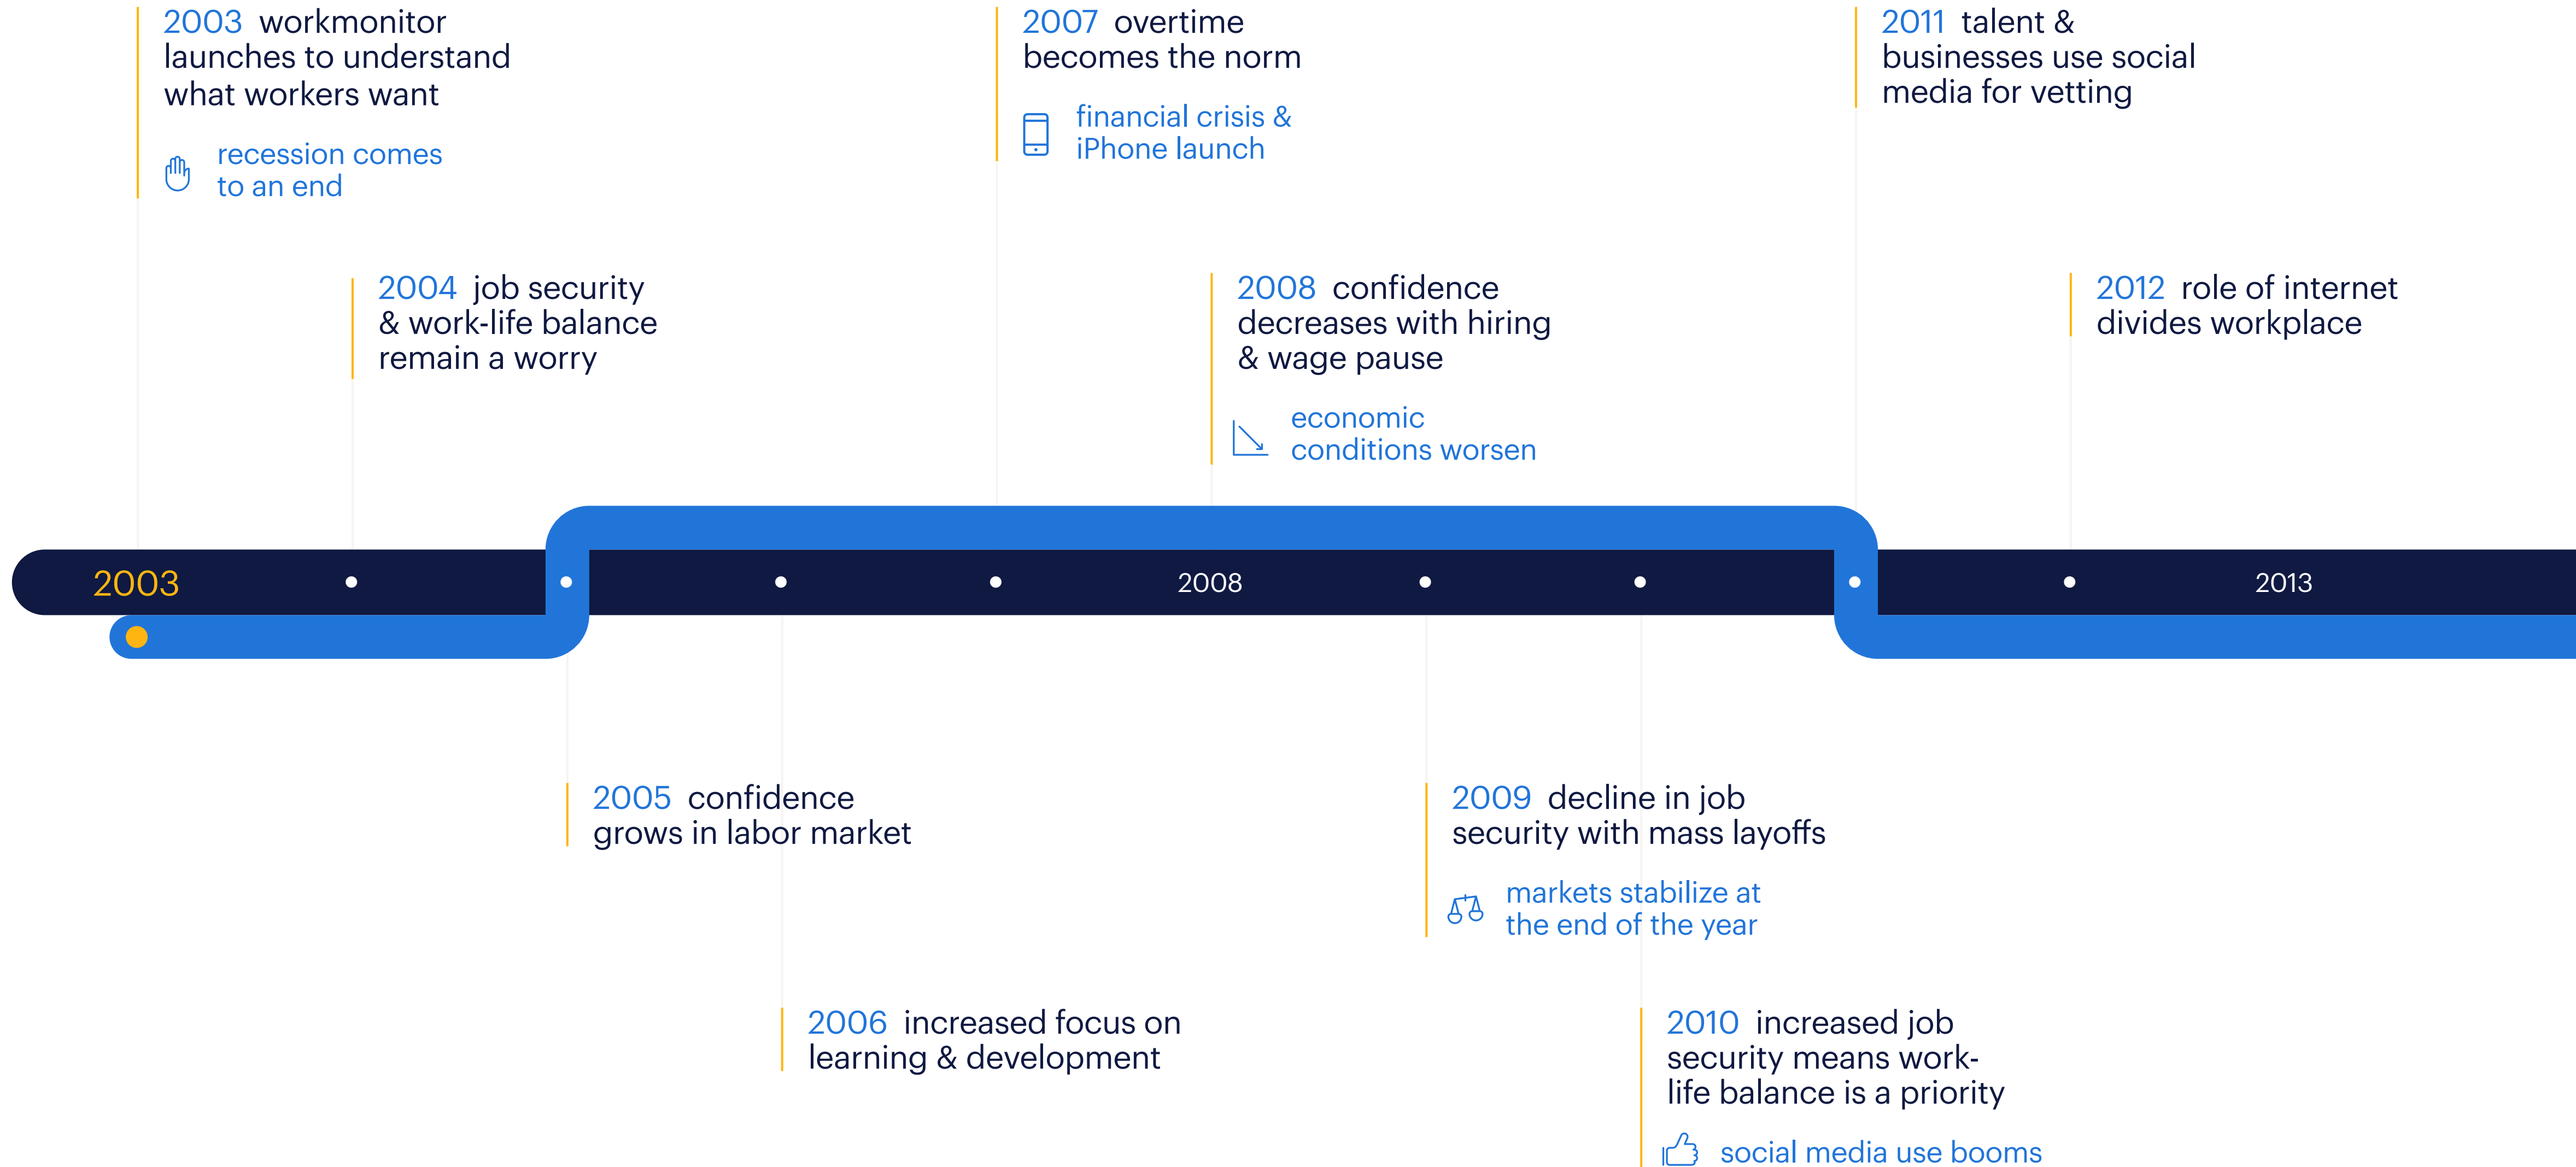 2003 workmonitor
launches to understand
what workers want
recession comes
to an end
2007 overtime
becomes the norm
financial crisis &
iPhone launch
2011 talent &
businesses use social
media for vetting
2004 job security
& work-life balance
remain a worry
2008 confidence
decreases with hiring
& wage pause
economic
conditions worsen
2012 role of internet
divides workplace
2003
2008
2013
2005 confidence
grows in labor market
2009 decline in job
security with mass layoffs
markets stabilize at
the end of the year
2006 increased focus on
learning & development
2010 increased job
security means work-
life balance is a priority
social media use booms